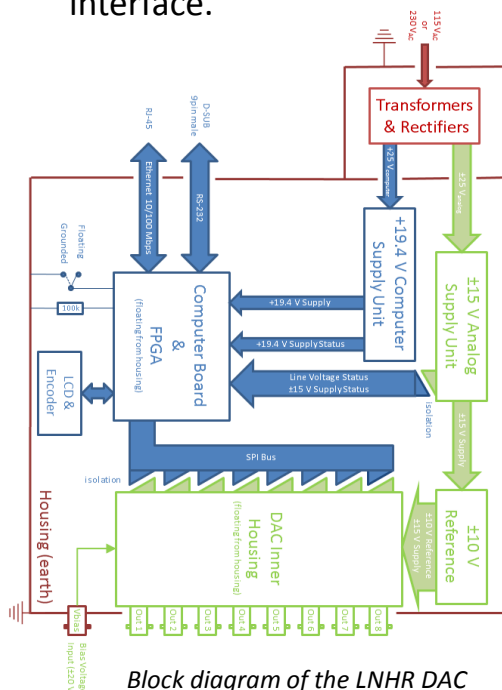 interface.
115 VAC
or
230 VAC
Transformers
& Rectifiers
+25 Vcomputer
±25 Vanalog
+19.4 V Computer
Supply Unit
±15 V Analog
Supply Unit
RJ-45
D-SUB
9pin male
Ethernet 10/100 Mbps
RS-232
Floating
Grounded
100k
Computer Board
&
FPGA
(floating from housing)
+19.4 V Supply
+19.4 V Supply Status
Line Voltage Status
±15 V Supply Status
isolation
±15 V Supply
LCD &
Encoder
SPI Bus
isolation
±10 V
Reference
±10 V Reference
±15 V Supply
DAC Inner
Housing
(floating from housing)
Housing (earth)
Vbias
Bias Voltage
Input (±20 V
Out 1
Out 2
Out 3
Out 4
Out 5
Out 6
Out 7
Out 8
Block diagram of the LNHR DAC